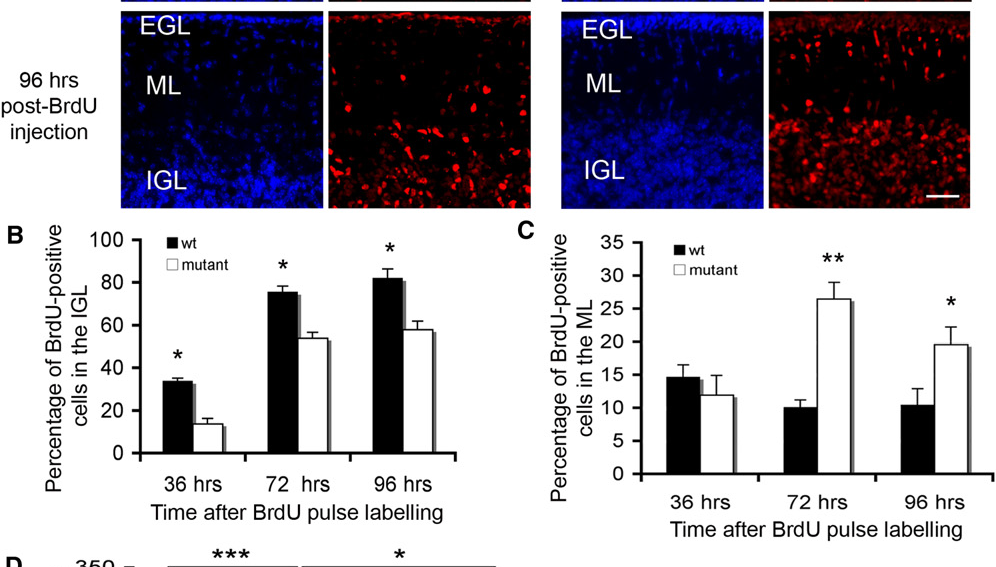 EGL
ML
IGL
EGL
ML
IGL
96 hrs
post-BrdU
injection
B
Percentage of BrdU-positive
cells in the IGL
100
80
60
40
20
0
wt
mutant
*
*
*
36 hrs
72 hrs
96 hrs
Time after BrdU pulse labelling
C
Percentage of BrdU-positive
cells in the ML
35
30
25
20
15
10
5
0
wt
mutant
**
*
36 hrs
72 hrs
96 hrs
Time after BrdU pulse labelling
D
350
***
*